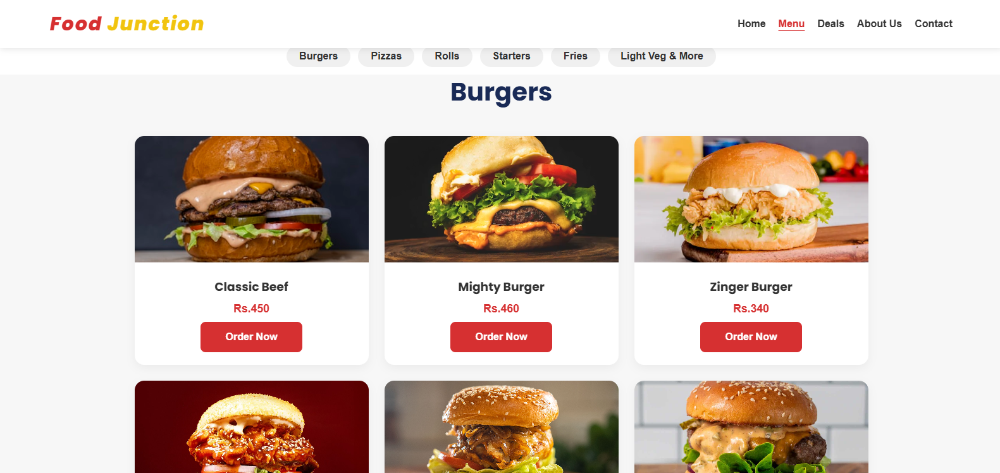 Food Junction
Home Menu Deals About Us Contact
Burgers Pizzas Rolls Starters Fries Light Veg & More
Burgers
Classic Beef
Rs.450
Order Now
Mighty Burger
Rs.460
Order Now
Zinger Burger
Rs.340
Order Now